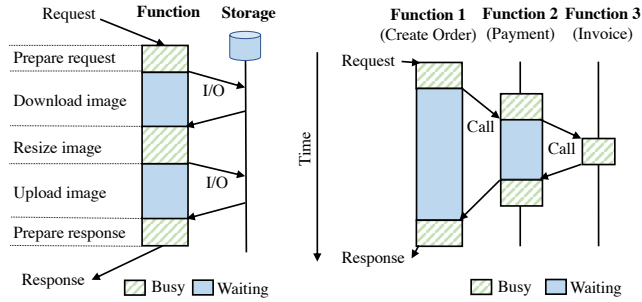 Request
Function
Storage
Prepare request
I/O
Download image
Resize image
I/O
Upload image
Prepare response
Response
Busy
Waiting
Time
Function 1
(Create Order)
Function 2
(Payment)
Function 3
(Invoice)
Request
Call
Call
Response
Busy
Waiting